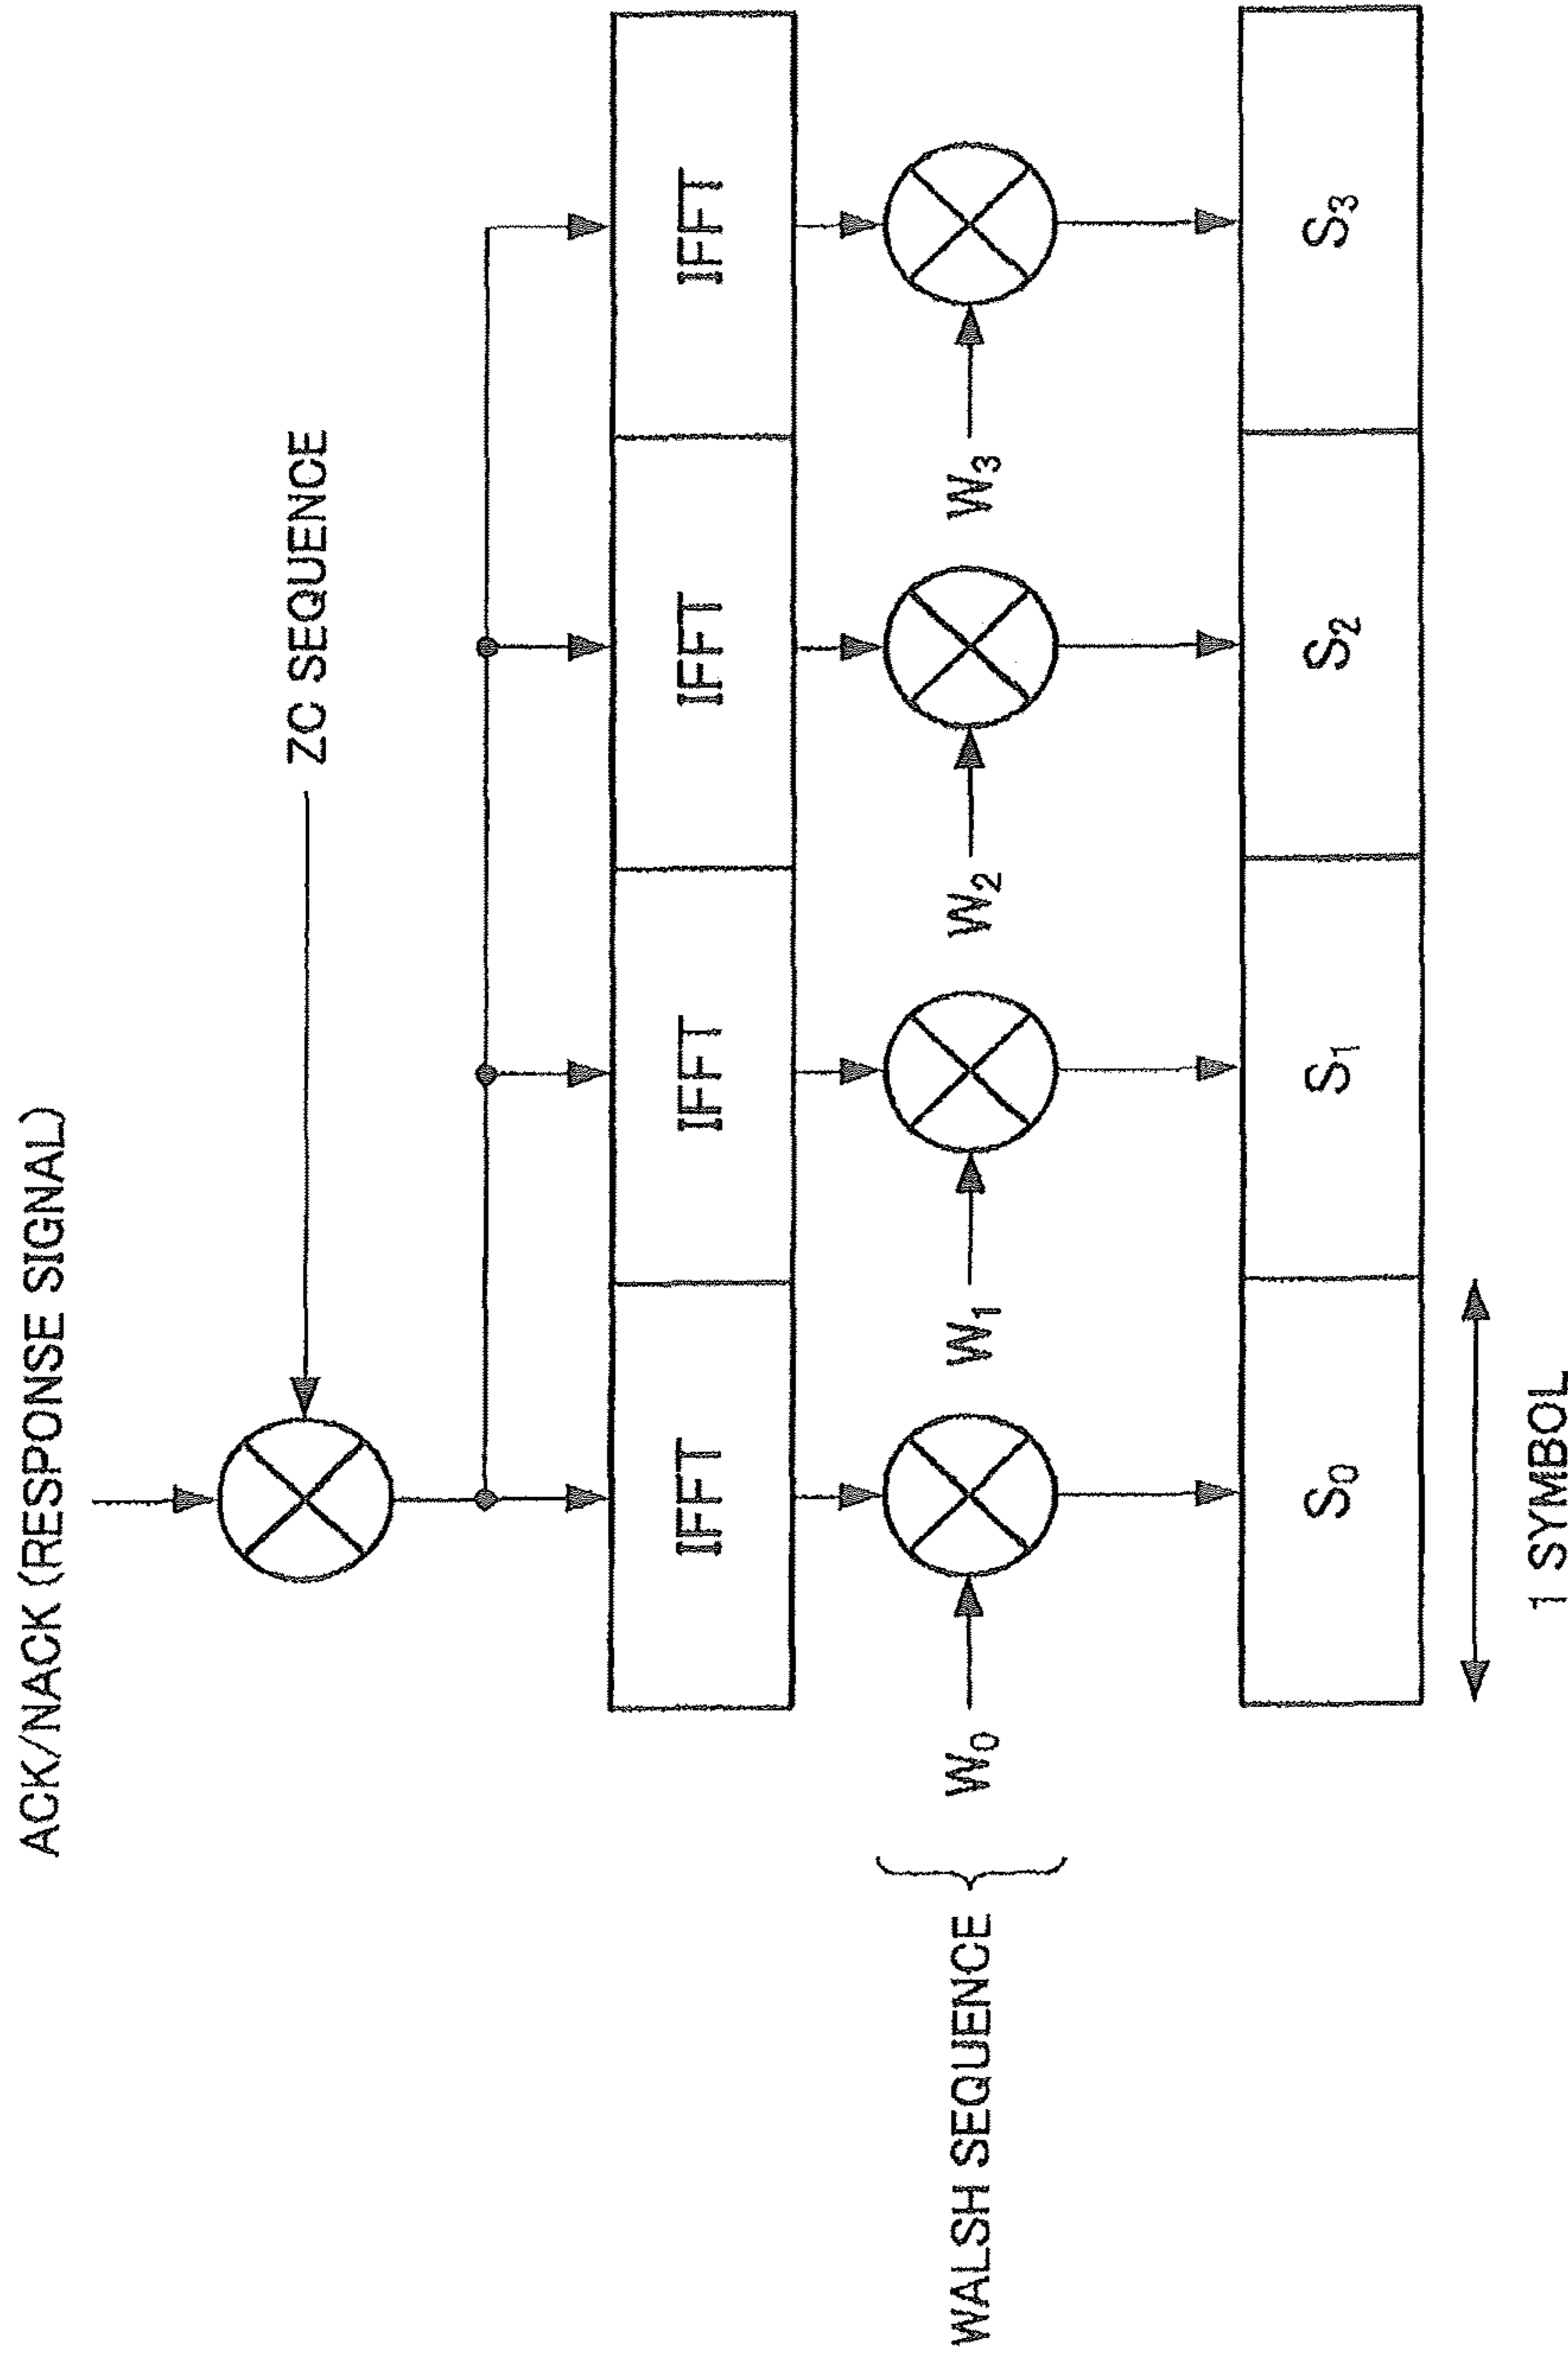 ACK/NACK (RESPONSE SIGNAL)
ZC SEQUENCE
IFFT IFFT IFFT IFFT
WALSH SEQUENCE W0 W1 W2 W3
S0 S1 S2 S3
1 SYMBOL